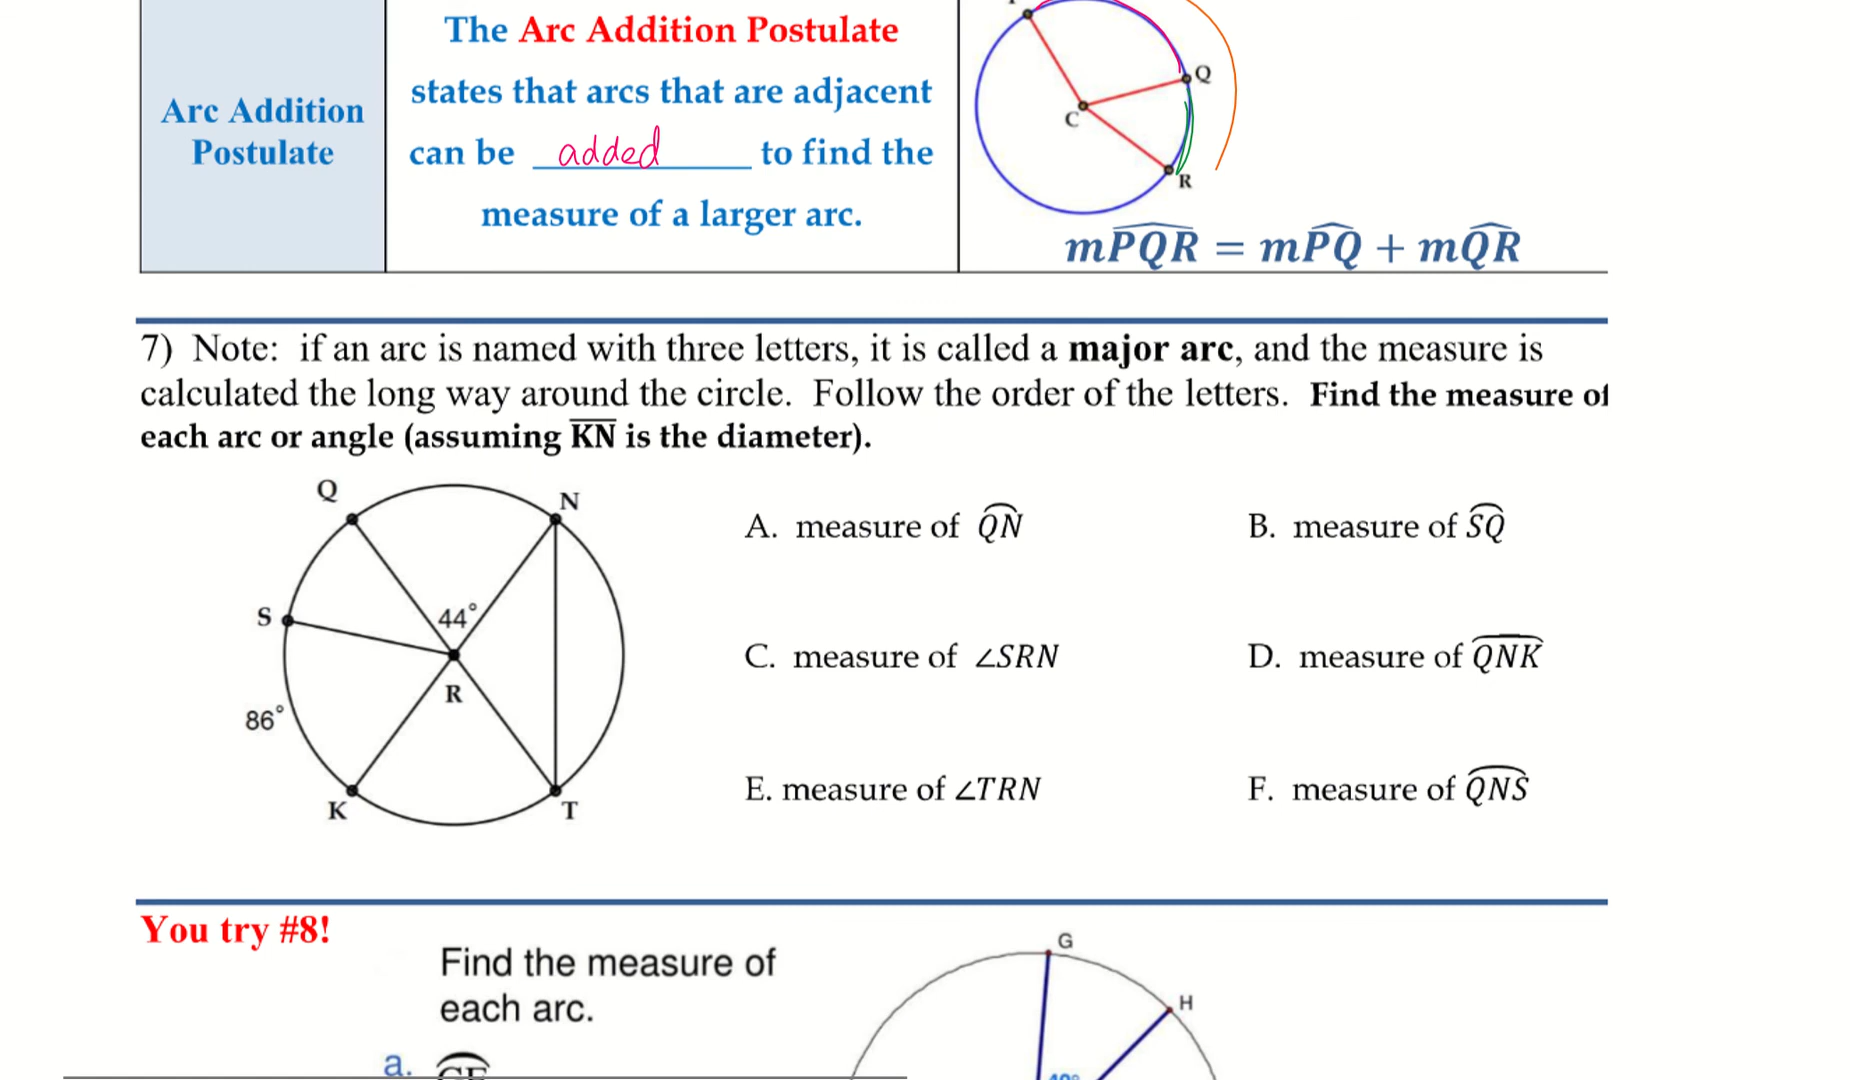 The Arc Addition Postulate
states that arcs that are adjacent
Arc Addition
Postulate
can be added to find the
measure of a larger arc.
Q
C
R
mPQR = mPQ + mQR
7) Note: if an arc is named with three letters, it is called a major arc, and the measure is
calculated the long way around the circle. Follow the order of the letters. Find the measure of
each arc or angle (assuming KN is the diameter).
Q
N
S
44°
R
86°
K
T
A. measure of QN
B. measure of SQ
C. measure of ∠SRN
D. measure of QNK
E. measure of ∠TRN
F. measure of QNS
You try #8!
Find the measure of
each arc.
G
H
a.